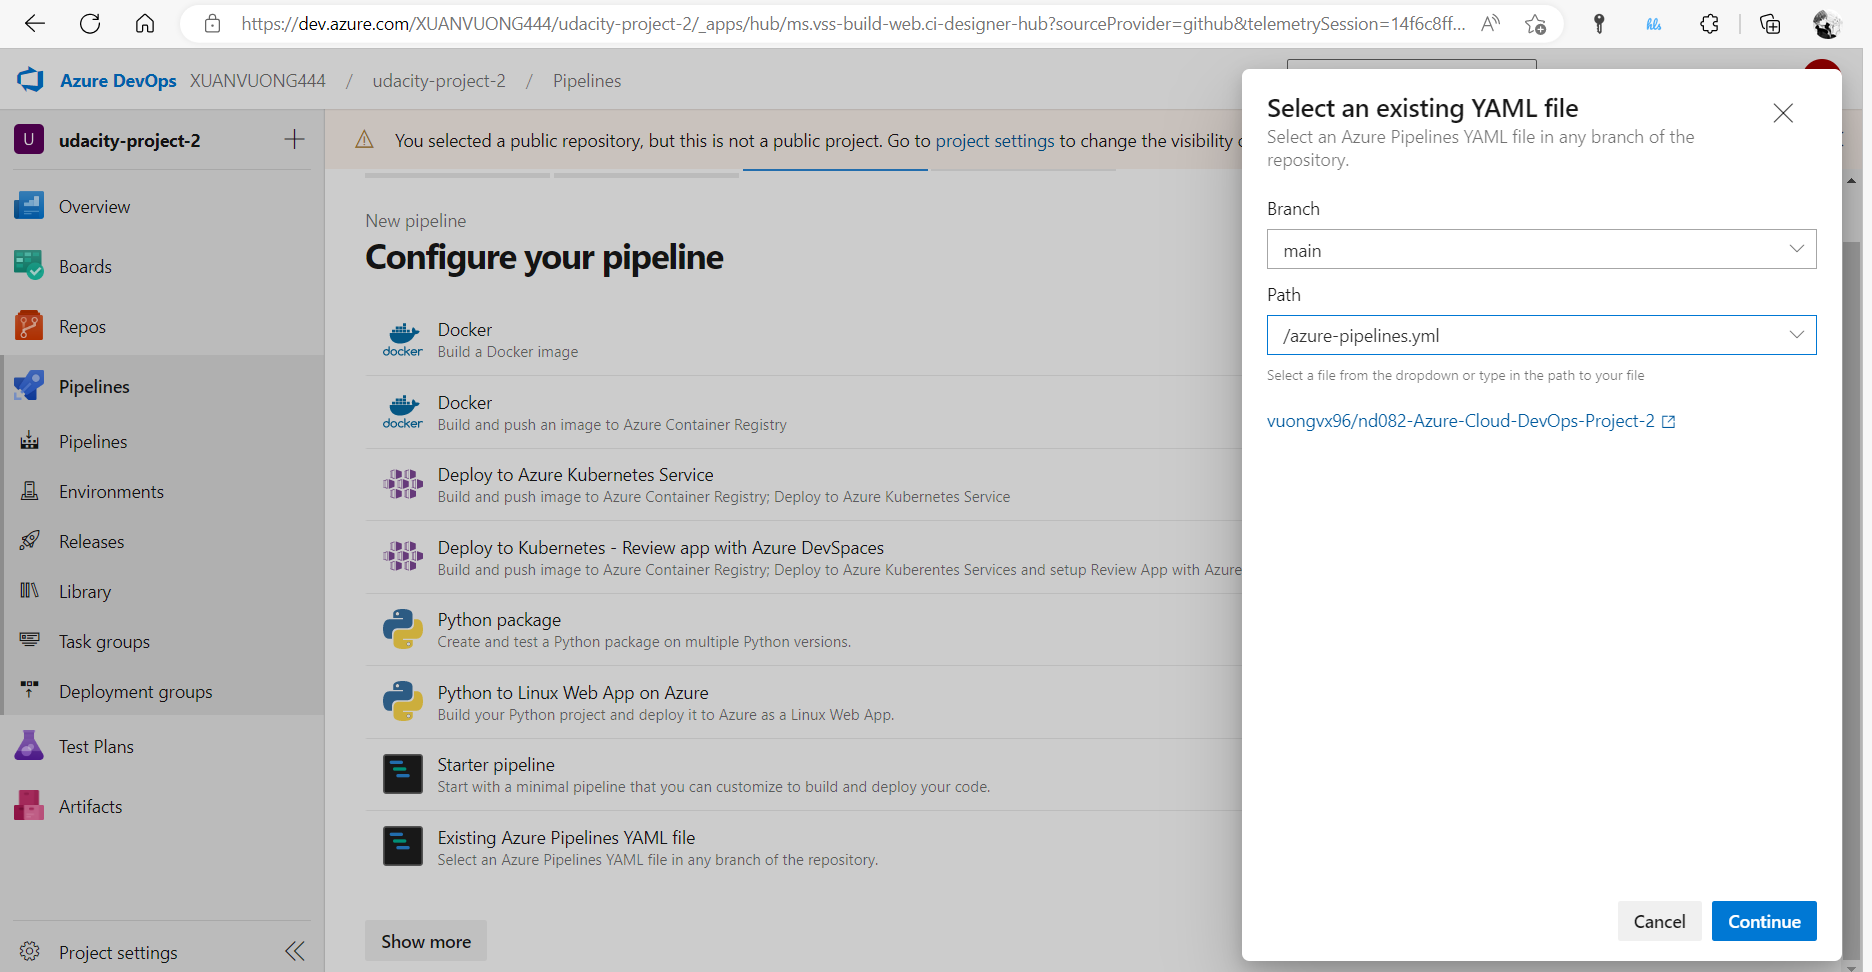 https://dev.azure.com/XUANVUONG444/udacity-project-2/_apps/hub/ms.vss-build-web.ci-designer-hub?sourceProvider=github&telemetrySession=14f6c8ff...
hls
Azure DevOps XUANVUONG444 / udacity-project-2 / Pipelines
U udacity-project-2
Overview
Boards
Repos
Pipelines
Pipelines
Environments
Releases
Library
Task groups
Deployment groups
Test Plans
Artifacts
Project settings
You selected a public repository, but this is not a public project. Go to project settings to change the visibility
New pipeline
Configure your pipeline
docker
Docker
Build a Docker image
docker
Docker
Build and push an image to Azure Container Registry
Deploy to Azure Kubernetes Service
Build and push image to Azure Container Registry; Deploy to Azure Kubernetes Service
Deploy to Kubernetes - Review app with Azure DevSpaces
Build and push image to Azure Container Registry; Deploy to Azure Kuberentes Services and setup Review App with Azure
Python package
Create and test a Python package on multiple Python versions.
Python to Linux Web App on Azure
Build your Python project and deploy it to Azure as a Linux Web App.
Starter pipeline
Start with a minimal pipeline that you can customize to build and deploy your code.
Existing Azure Pipelines YAML file
Select an Azure Pipelines YAML file in any branch of the repository.
Show more
Select an existing YAML file
Select an Azure Pipelines YAML file in any branch of the
repository.
Branch
main
Path
/azure-pipelines.yml
Select a file from the dropdown or type in the path to your file
vuongvx96/nd082-Azure-Cloud-DevOps-Project-2
Cancel
Continue